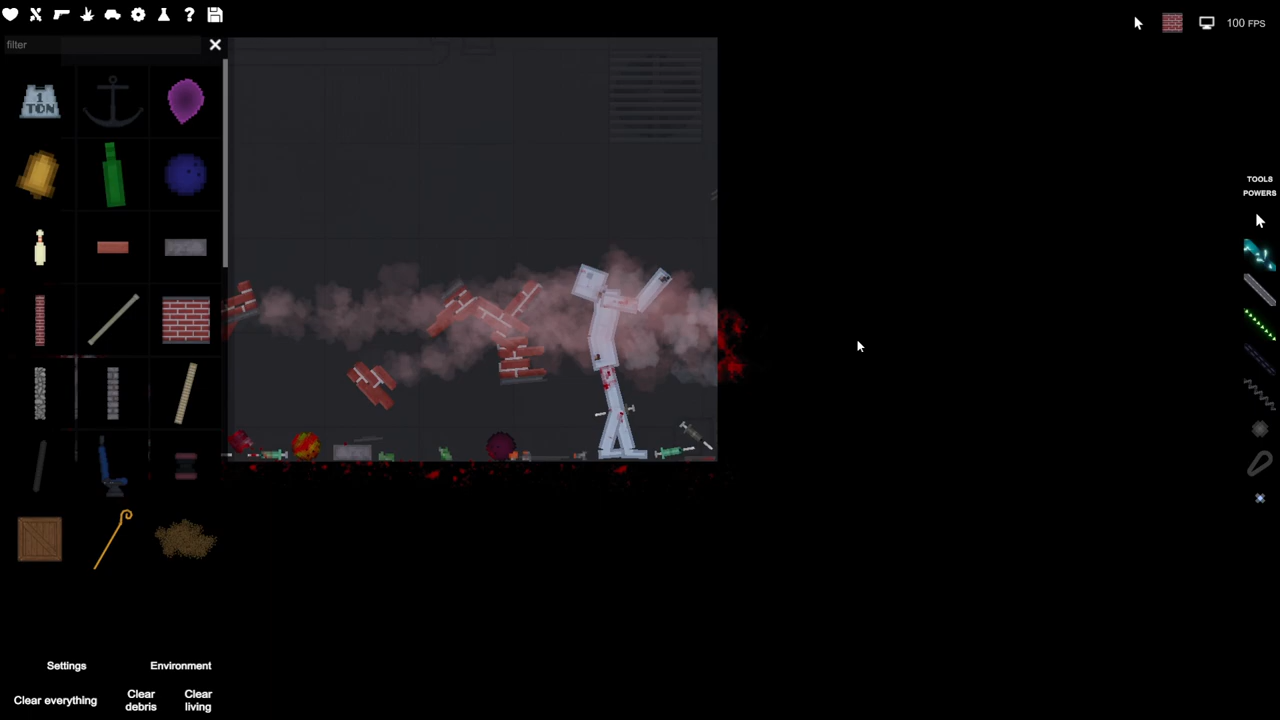 100 FPS
filter
1
TON
TOOLS
POWERS
Settings
Environment
Clear everything
Clear
debris
Clear
living